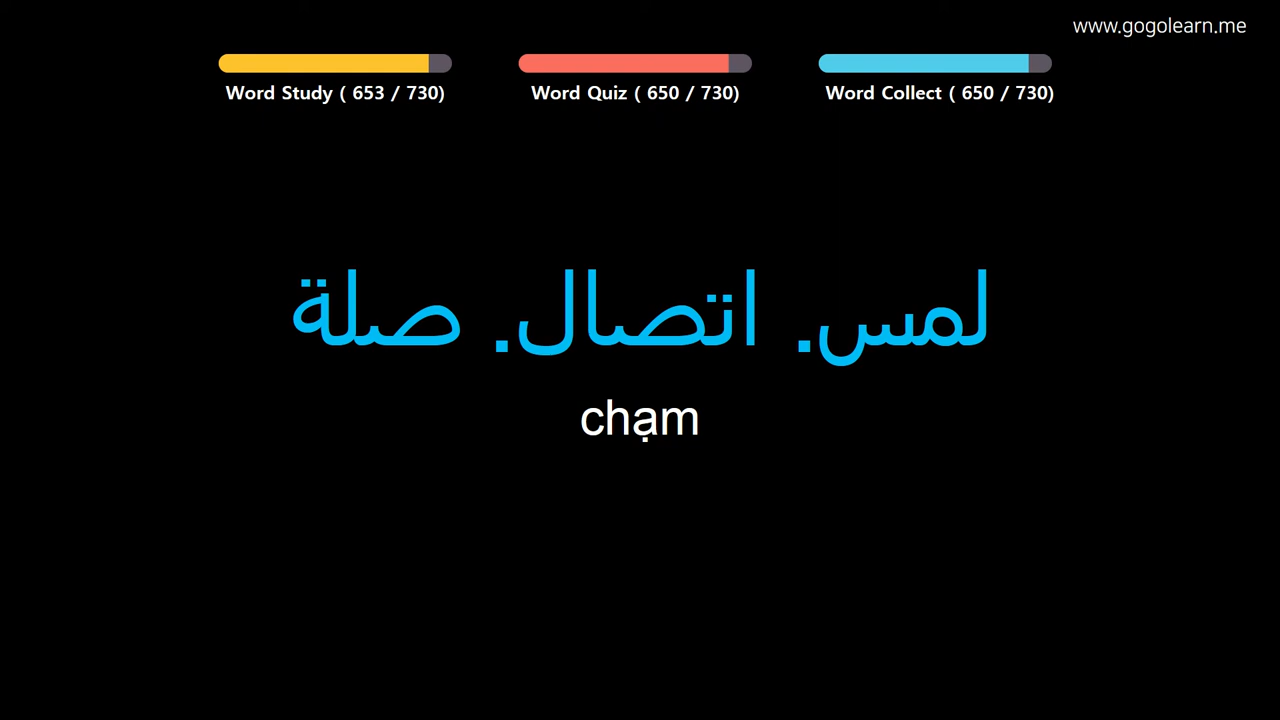 www.gogolearn.me
Word Study ( 653 / 730)
Word Quiz ( 650 / 730)
Word Collect ( 650 / 730)
لمس. اتصال. صلة
chạm